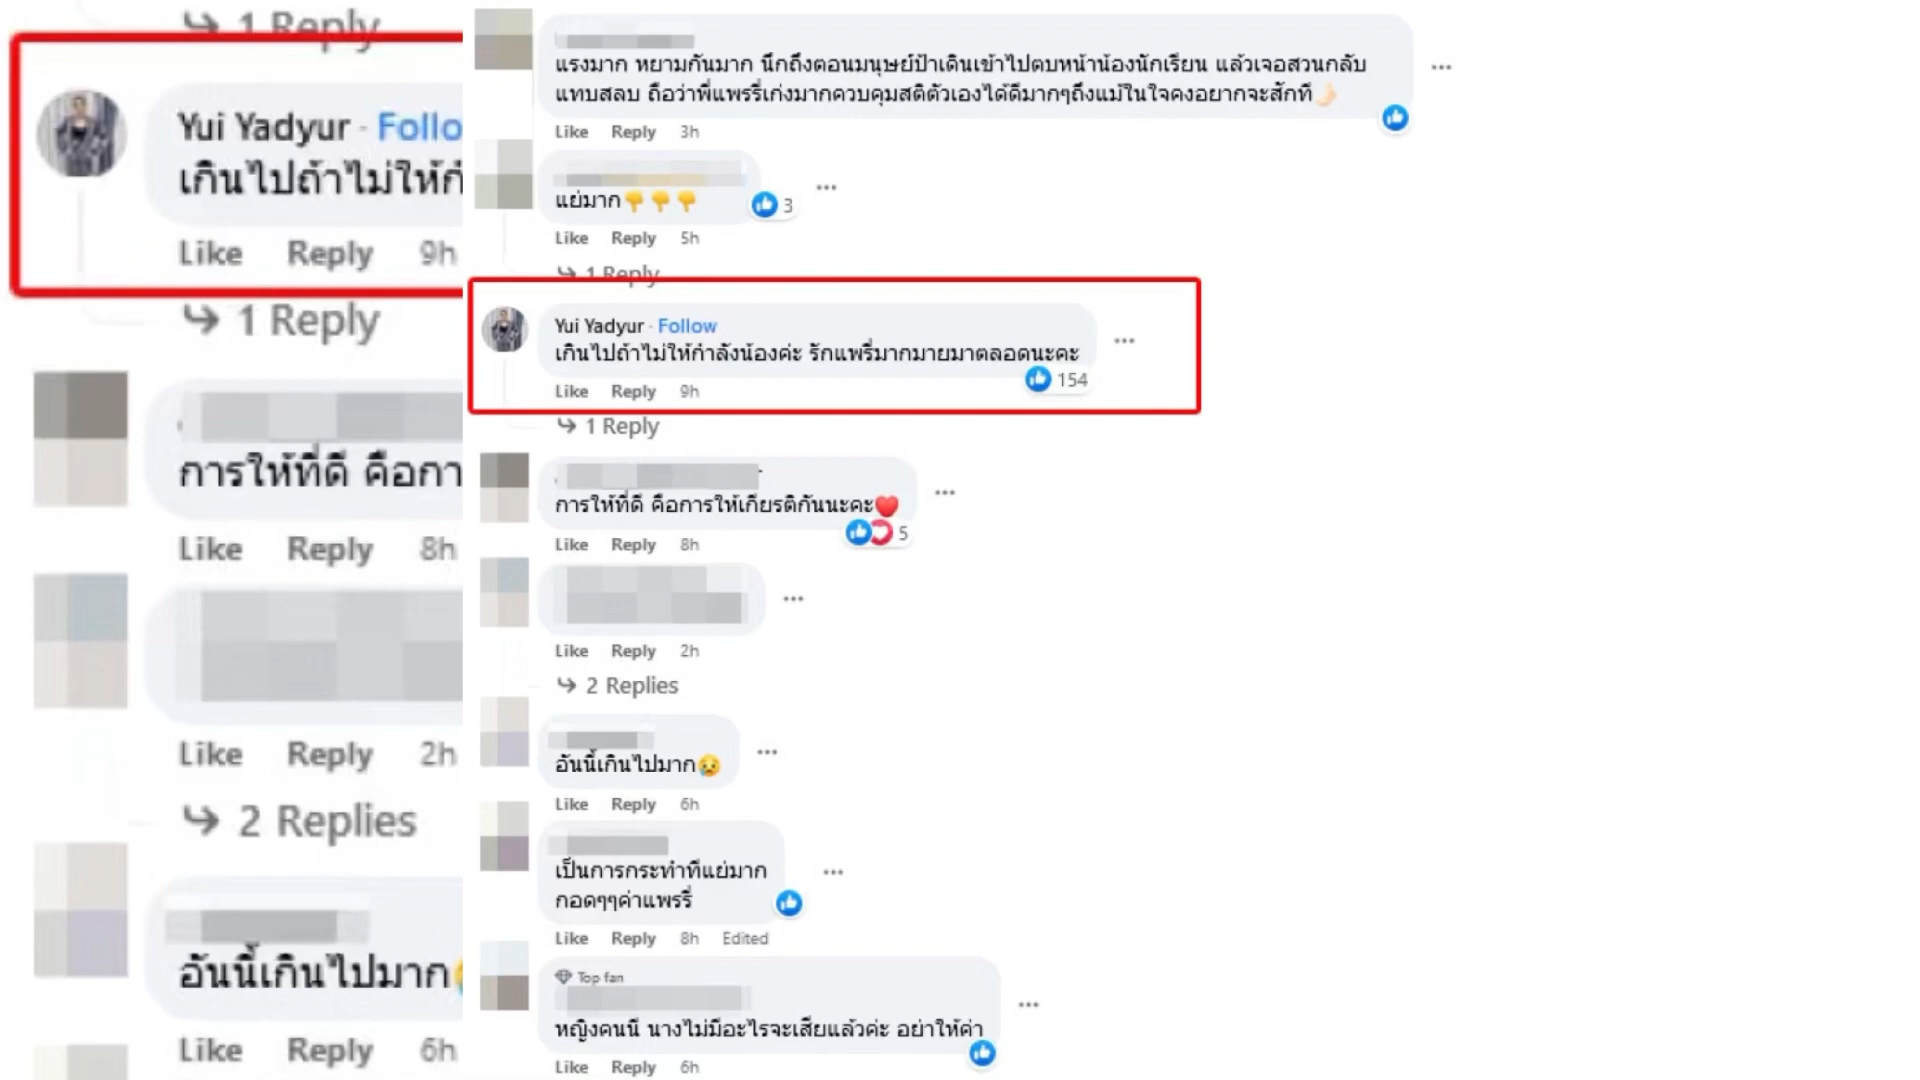 1 Reply
Yui Yadyur · Follo
เกินไปถ้าไม่ให้กำ
Like Reply 9h
1 Reply
การให้ที่ดี คือกา
Like Reply 8h
Like Reply 2h
2 Replies
อันนี้เกินไปมาก
Like Reply 6h
แรงมาก หยามกันมาก นึกถึงตอนมนุษย์ป้าเดินเข้าไปตบหน้าน้องนักเรียน แล้วเจอสวนกลับ
แทบสลบ ถือว่าพี่แพรรี่เก่งมากควบคุมสติตัวเองได้ดีมากๆถึงแม้ในใจคงอยากจะสักที🤌🏻
Like Reply 3h
แย่มาก👎👎👎
3
Like Reply 5h
1 Reply
Yui Yadyur · Follow
เกินไปถ้าไม่ให้กำลังน้องค่ะ รักแพรี่มากมายมาตลอดนะคะ
154
Like Reply 9h
1 Reply
การให้ที่ดี คือการให้เกียรติกันนะคะ❤️
5
Like Reply 8h
Like Reply 2h
2 Replies
อันนี้เกินไปมาก😢
Like Reply 6h
เป็นการกระทำที่แย่มาก
กอดๆๆค่าแพรรี่
Like Reply 8h Edited
Top fan
หญิงคนนี้ นางไม่มีอะไรจะเสียแล้วค่ะ อย่าให้ค่า
Like Reply 6h